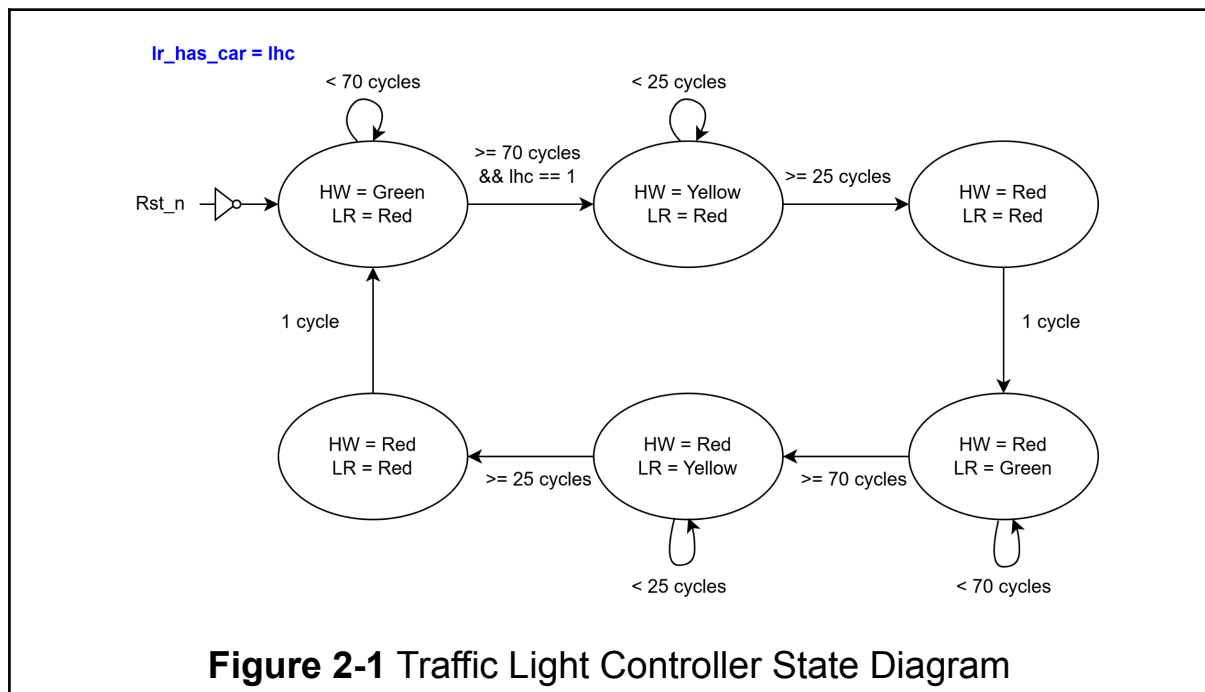 lr_has_car = lhc
< 70 cycles
< 25 cycles
>= 70 cycles
&& lhc == 1
>= 25 cycles
Rst_n
HW = Green
LR = Red
HW = Yellow
LR = Red
HW = Red
LR = Red
1 cycle
1 cycle
HW = Red
LR = Red
>= 25 cycles
HW = Red
LR = Yellow
>= 70 cycles
HW = Red
LR = Green
< 25 cycles
< 70 cycles
Figure 2-1 Traffic Light Controller State Diagram